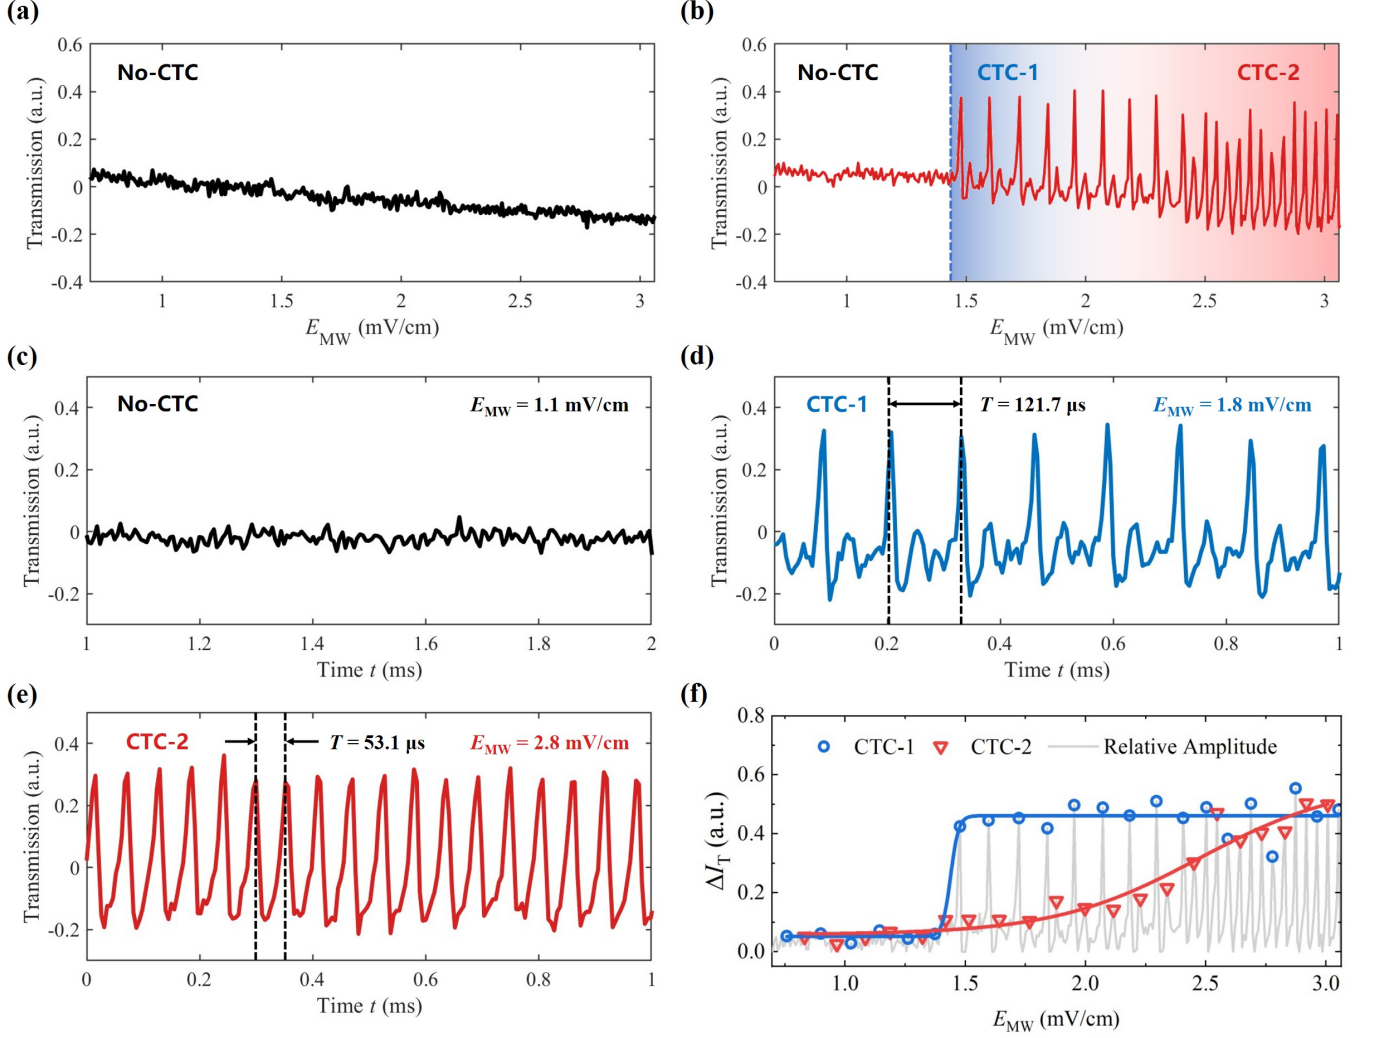 (a)
0.6
0.4
0.2
0
-0.2
-0.4
Transmission (a.u.)
No-CTC
1 1.5 2 2.5 3
E_MW (mV/cm)
(b)
0.6
0.4
0.2
0
-0.2
-0.4
Transmission (a.u.)
No-CTC CTC-1 CTC-2
1 1.5 2 2.5 3
E_MW (mV/cm)
(c)
0.4
0.2
0
-0.2
Transmission (a.u.)
No-CTC E_MW = 1.1 mV/cm
1 1.2 1.4 1.6 1.8 2
Time t (ms)
(d)
0.4
0.2
0
-0.2
Transmission (a.u.)
CTC-1 T = 121.7 μs E_MW = 1.8 mV/cm
0 0.2 0.4 0.6 0.8 1
Time t (ms)
(e)
0.4
0.2
0
-0.2
Transmission (a.u.)
CTC-2 T = 53.1 μs E_MW = 2.8 mV/cm
0 0.2 0.4 0.6 0.8 1
Time t (ms)
(f)
0.8
0.6
0.4
0.2
0.0
ΔI_T (a.u.)
CTC-1 CTC-2 Relative Amplitude
1.0 1.5 2.0 2.5 3.0
E_MW (mV/cm)